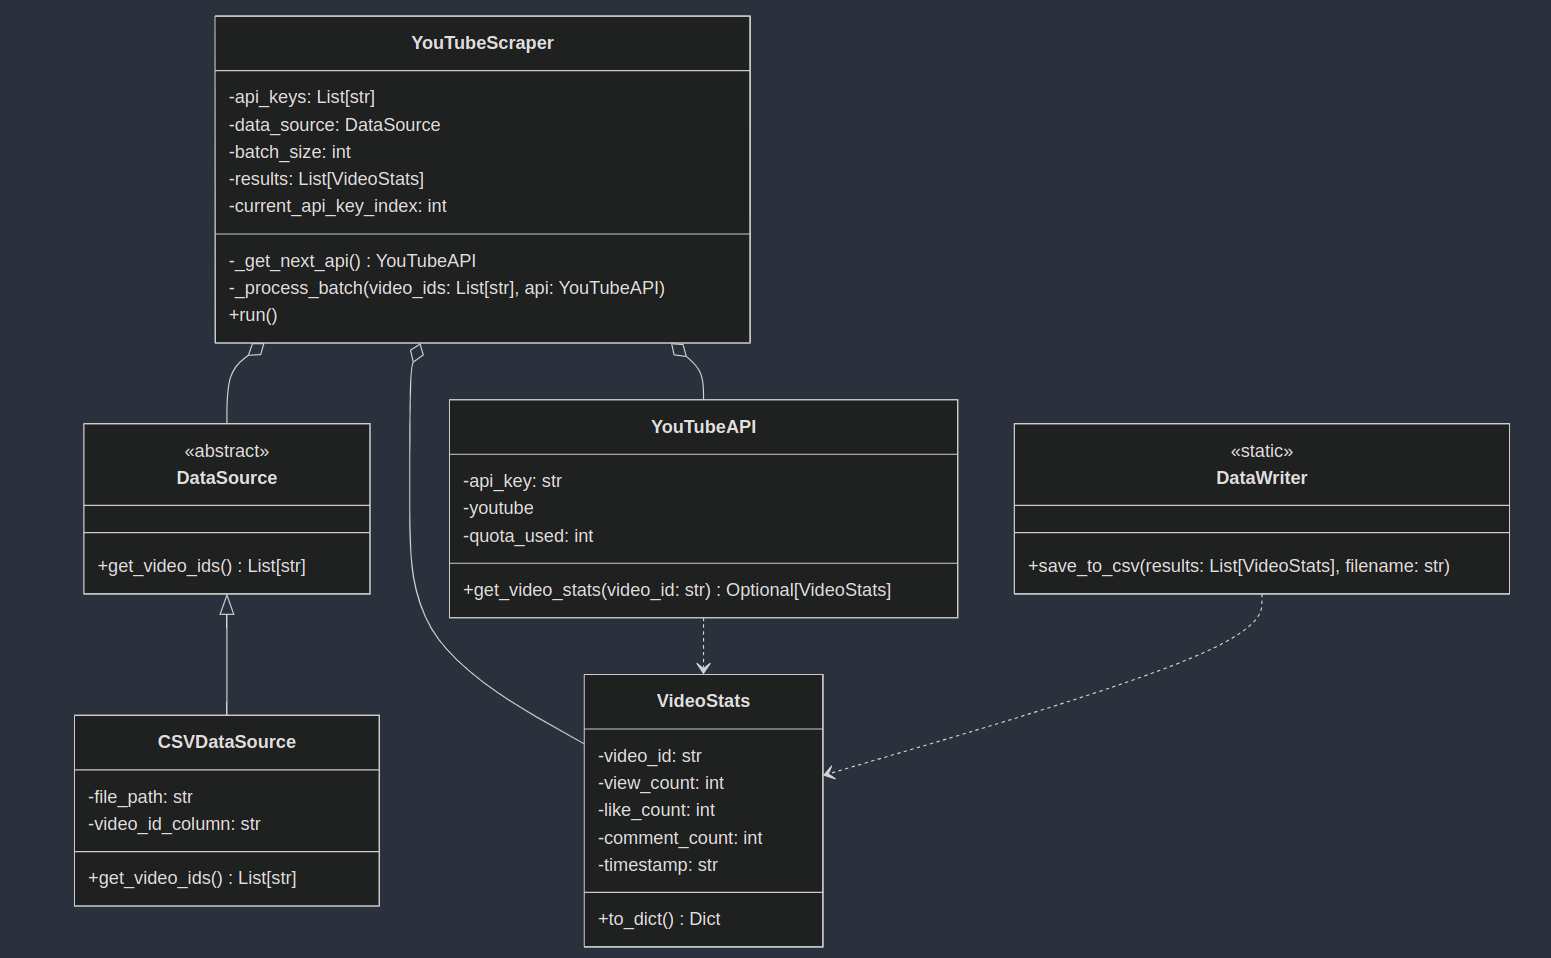 YouTubeScraper
-api_keys: List[str]
-data_source: DataSource
-batch_size: int
-results: List[VideoStats]
-current_api_key_index: int
-_get_next_api() : YouTubeAPI
-_process_batch(video_ids: List[str], api: YouTubeAPI)
+run()
«abstract»
DataSource
+get_video_ids() : List[str]
YouTubeAPI
-api_key: str
-youtube
-quota_used: int
+get_video_stats(video_id: str) : Optional[VideoStats]
«static»
DataWriter
+save_to_csv(results: List[VideoStats], filename: str)
CSVDataSource
-file_path: str
-video_id_column: str
+get_video_ids() : List[str]
VideoStats
-video_id: str
-view_count: int
-like_count: int
-comment_count: int
-timestamp: str
+to_dict() : Dict